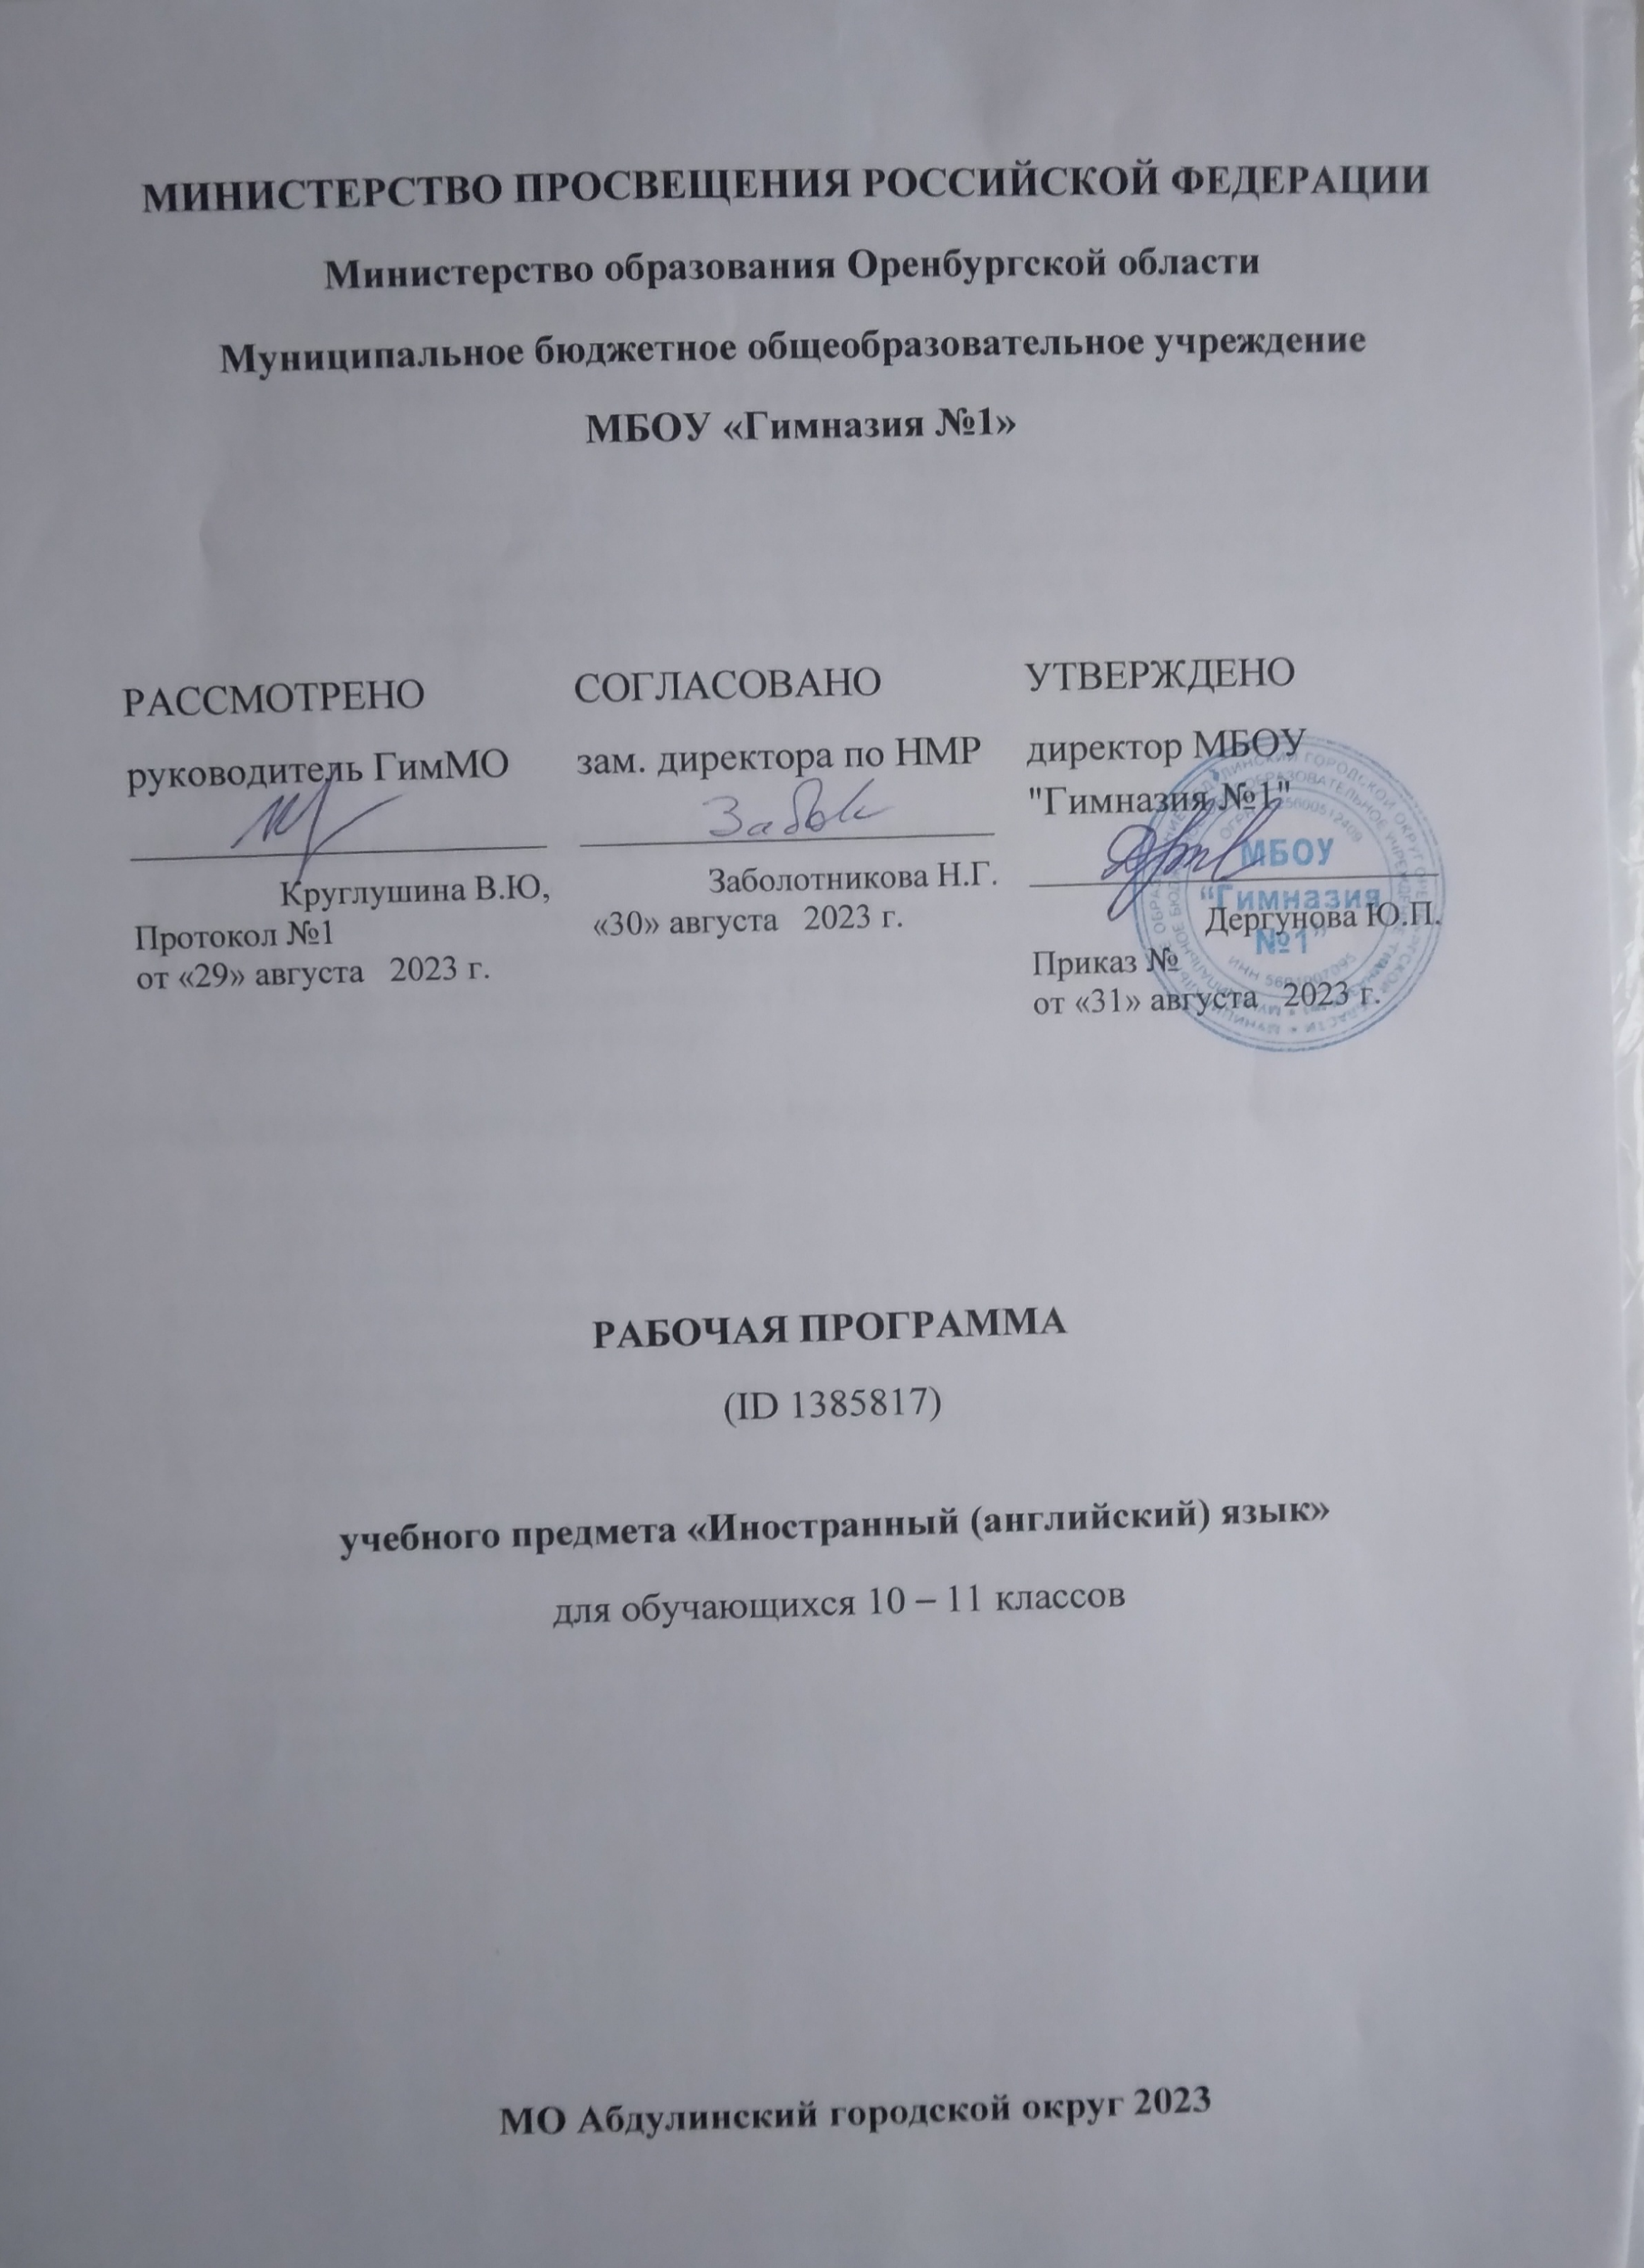 МИНИСТЕРСТВО ПРОСВЕЩЕНИЯ РОССИЙСКОЙ ФЕДЕРАЦИИ
Министерство образования Оренбургской области
Муниципальное бюджетное общеобразовательное учреждение
МБОУ «Гимназия №1»
РАССМОТРЕНО
руководитель ГимМО
Круглушина В.Ю,
Протокол №1
от «29» августа 2023 г.
СОГЛАСОВАНО
зам. директора по НМР
Забол
Заболотникова Н.Г.
«30» августа 2023 г.
УТВЕРЖДЕНО
директор МБОУ
"Гимназия №1"
Дергунова Ю.П.
Приказ №
от «31» августа 2023 г.
МБОУ
“Гимназия
№1”
РАБОЧАЯ ПРОГРАММА
(ID 1385817)
учебного предмета «Иностранный (английский) язык»
для обучающихся 10 – 11 классов
МО Абдулинский городской округ 2023